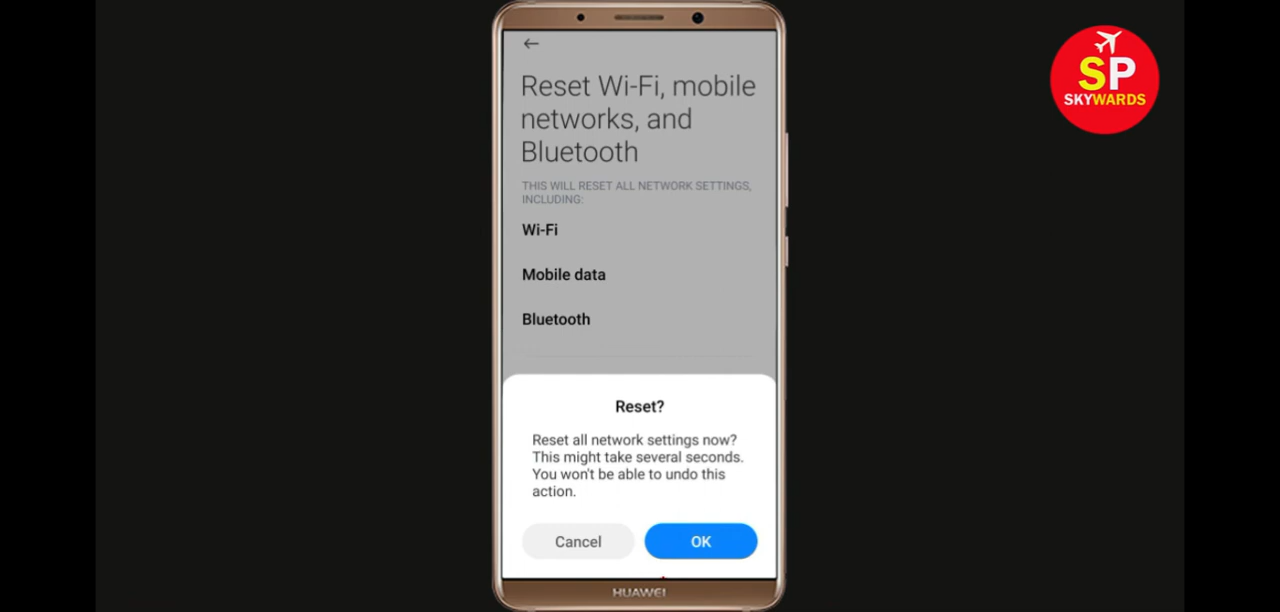 SP
SKYWARDS
Reset Wi-Fi, mobile
networks, and
Bluetooth
THIS WILL RESET ALL NETWORK SETTINGS,
INCLUDING:
Wi-Fi
Mobile data
Bluetooth
Reset?
Reset all network settings now?
This might take several seconds.
You won't be able to undo this
action.
Cancel
OK
HUAWEI